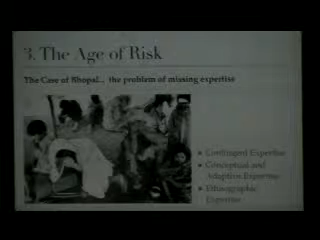 3. The Age of Risk
The Case of Bhopal... the problem of missing expertise
Contingent Expertise
Conceptual and
Adaptive Expertise
Ethnographic
Expertise